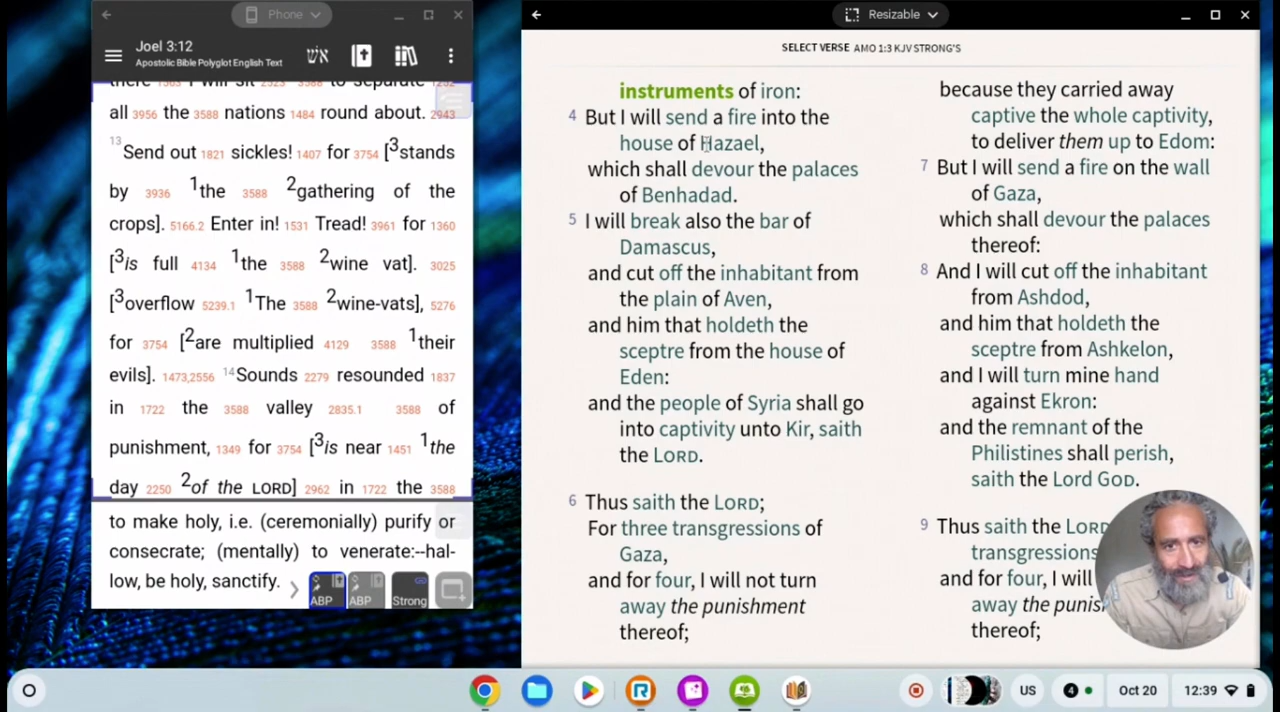 Phone
Joel 3:12
Apostolic Bible Polyglot English Text
אשׁ
there 1563 I will sit 2523 3588 to separate 1252
all 3956 the 3588 nations 1484 round about. 2943
13 Send out 1821 sickles! 1407 for 3754 [3stands
by 3936 1the 3588 2gathering of the
crops]. 5166.2 Enter in! 1531 Tread! 3961 for 1360
[3is full 4134 1the 3588 2wine vat]. 3025
[3overflow 5239.1 1The 3588 2wine-vats], 5276
for 3754 [2are multiplied 4129 3588 1their
evils]. 1473,2556 14Sounds 2279 resounded 1837
in 1722 the 3588 valley 2835.1 3588 of
punishment, 1349 for 3754 [3is near 1451 1the
day 2250 2of the LORD] 2962 in 1722 the 3588
to make holy, i.e. (ceremonially) purify or
consecrate; (mentally) to venerate:--hal-
low, be holy, sanctify.
ABP
ABP
Strong
Resizable
SELECT VERSE AMO 1:3 KJV STRONG'S
instruments of iron:
4 But I will send a fire into the
house of Hazael,
which shall devour the palaces
of Benhadad.
5 I will break also the bar of
Damascus,
and cut off the inhabitant from
the plain of Aven,
and him that holdeth the
sceptre from the house of
Eden:
and the people of Syria shall go
into captivity unto Kir, saith
the LORD.
6 Thus saith the LORD;
For three transgressions of
Gaza,
and for four, I will not turn
away the punishment
thereof;
because they carried away
captive the whole captivity,
to deliver them up to Edom:
7 But I will send a fire on the wall
of Gaza,
which shall devour the palaces
thereof:
8 And I will cut off the inhabitant
from Ashdod,
and him that holdeth the
sceptre from Ashkelon,
and I will turn mine hand
against Ekron:
and the remnant of the
Philistines shall perish,
saith the Lord GOD.
9 Thus saith the LORD
transgressions
and for four, I will
away the punis
thereof;
US
4
Oct 20
12:39